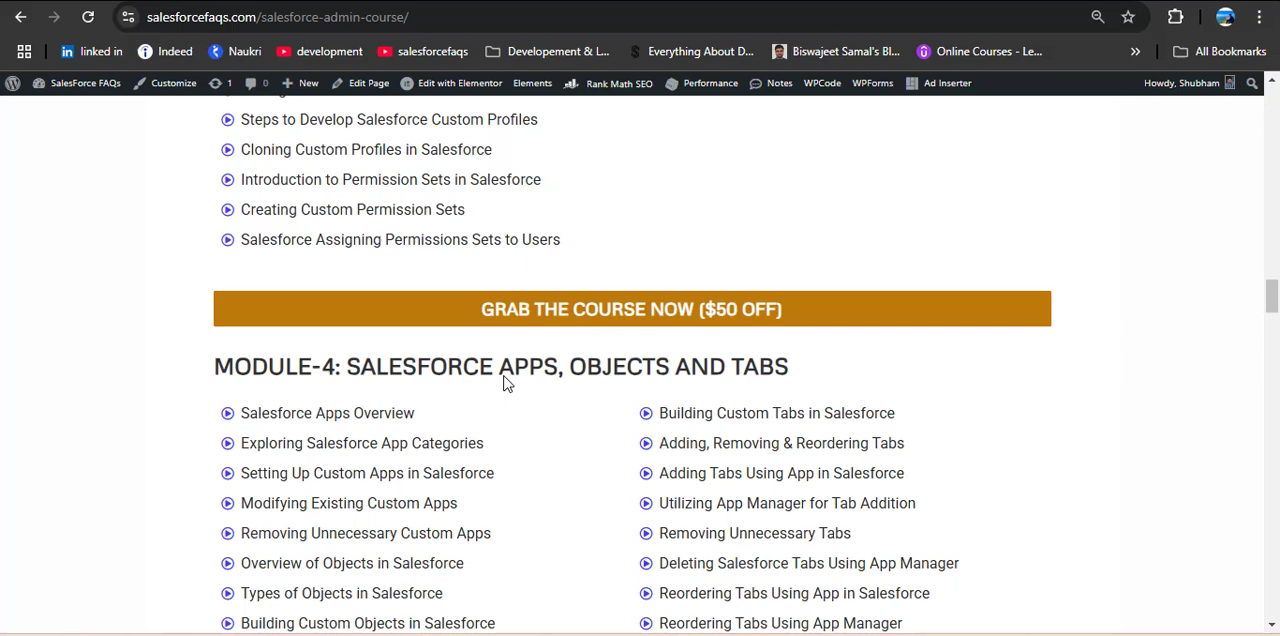 salesforcefaqs.com/salesforce-admin-course/
linked in
Indeed
Naukri
development
salesforcefaqs
Developement & L...
Everything About D...
Biswajeet Samal's Bl...
Online Courses - Le...
All Bookmarks
SalesForce FAQs
Customize
1
0
New
Edit Page
Edit with Elementor
Elements
Rank Math SEO
Performance
Notes
WPCode
WPForms
Ad Inserter
Howdy, Shubham
Steps to Develop Salesforce Custom Profiles
Cloning Custom Profiles in Salesforce
Introduction to Permission Sets in Salesforce
Creating Custom Permission Sets
Salesforce Assigning Permissions Sets to Users
GRAB THE COURSE NOW ($50 OFF)
MODULE-4: SALESFORCE APPS, OBJECTS AND TABS
Salesforce Apps Overview
Exploring Salesforce App Categories
Setting Up Custom Apps in Salesforce
Modifying Existing Custom Apps
Removing Unnecessary Custom Apps
Overview of Objects in Salesforce
Types of Objects in Salesforce
Building Custom Objects in Salesforce
Building Custom Tabs in Salesforce
Adding, Removing & Reordering Tabs
Adding Tabs Using App in Salesforce
Utilizing App Manager for Tab Addition
Removing Unnecessary Tabs
Deleting Salesforce Tabs Using App Manager
Reordering Tabs Using App in Salesforce
Reordering Tabs Using App Manager